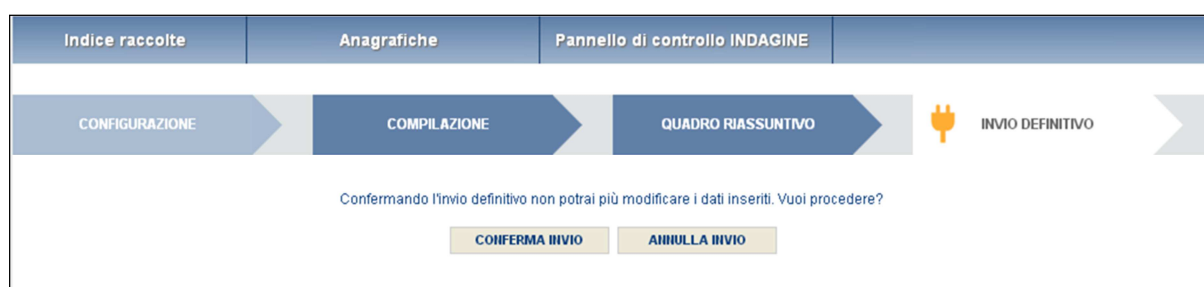 Indice raccolte Anagrafiche Pannello di controllo INDAGINE
CONFIGURAZIONE COMPILAZIONE QUADRO RIASSUNTIVO INVIO DEFINITIVO
Confermando l'invio definitivo non potrai più modificare i dati inseriti. Vuoi procedere?
CONFERMA INVIO ANNULLA INVIO